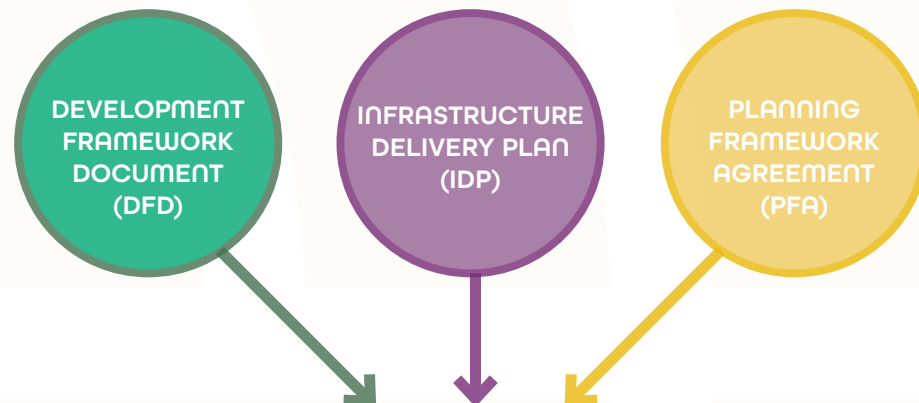 DEVELOPMENT
FRAMEWORK
DOCUMENT
(DFD)
INFRASTRUCTURE
DELIVERY PLAN
(IDP)
PLANNING
FRAMEWORK
AGREEMENT
(PFA)